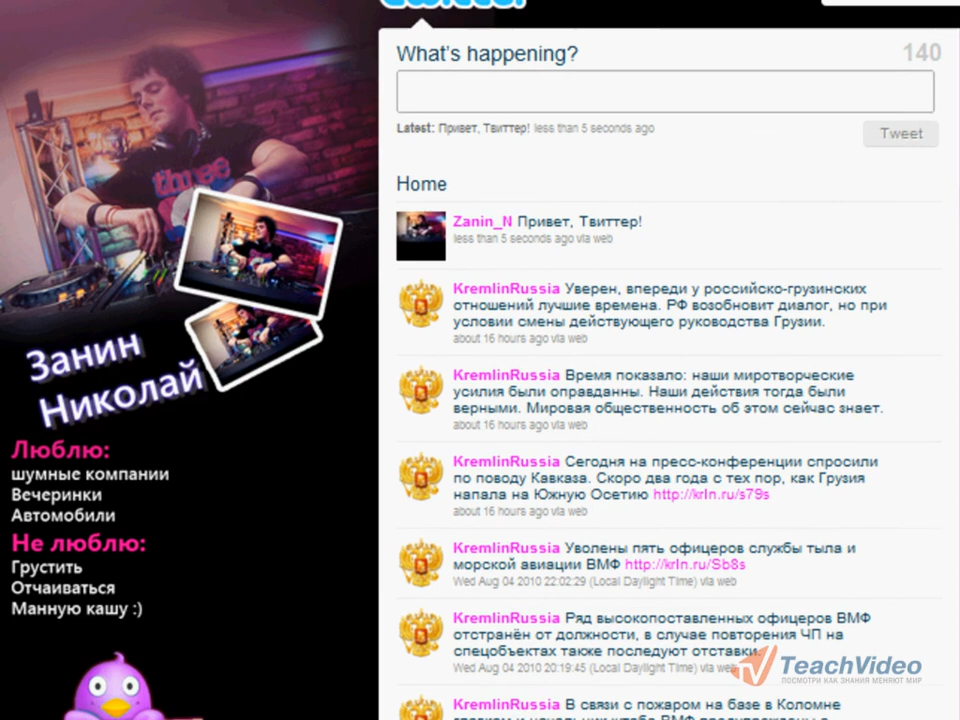 twitter
What's happening?
140
Latest: Привет, Твиттер! less than 5 seconds ago
Tweet
Home
Zanin_N Привет, Твиттер!
less than 5 seconds ago via web
KremlinRussia Уверен, впереди у российско-грузинских
отношений лучшие времена. РФ возобновит диалог, но при
условии смены действующего руководства Грузии.
about 16 hours ago via web
KremlinRussia Время показало: наши миротворческие
усилия были оправданны. Наши действия тогда были
верными. Мировая общественность об этом сейчас знает.
about 16 hours ago via web
KremlinRussia Сегодня на пресс-конференции спросили
по поводу Кавказа. Скоро два года с тех пор, как Грузия
напала на Южную Осетию http://krln.ru/s79s
about 16 hours ago via web
KremlinRussia Уволены пять офицеров службы тыла и
морской авиации ВМФ http://krln.ru/Sb8s
Wed Aug 04 2010 22:02:29 (Local Daylight Time) via web
KremlinRussia Ряд высокопоставленных офицеров ВМФ
отстранён от должности, в случае повторения ЧП на
спецобъектах также последуют отставки.
Wed Aug 04 2010 20:19:45 (Local Daylight Time) via web
KremlinRussia В связи с пожаром на базе в Коломне
three
Занин
Николай
Люблю:
шумные компании
Вечеринки
Автомобили
Не люблю:
Грустить
Отчаиваться
Манную кашу :)
TeachVideo
ПОСМОТРИ КАК ЗНАНИЯ МЕНЯЮТ МИР